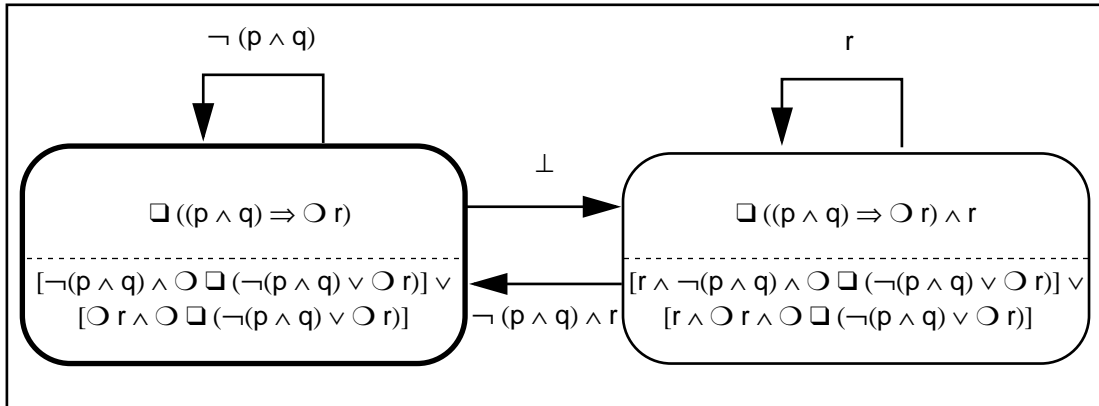 ¬ (p ∧ q)
r
⊥
❑ ((p ∧ q) ⇒ ❍ r)
❑ ((p ∧ q) ⇒ ❍ r) ∧ r
[¬(p ∧ q) ∧ ❍ ❑ (¬(p ∧ q) ∨ ❍ r)] ∨
[❍ r ∧ ❍ ❑ (¬(p ∧ q) ∨ ❍ r)]
¬ (p ∧ q) ∧ r
[r ∧ ¬(p ∧ q) ∧ ❍ ❑ (¬(p ∧ q) ∨ ❍ r)] ∨
[r ∧ ❍ r ∧ ❍ ❑ (¬(p ∧ q) ∨ ❍ r)]